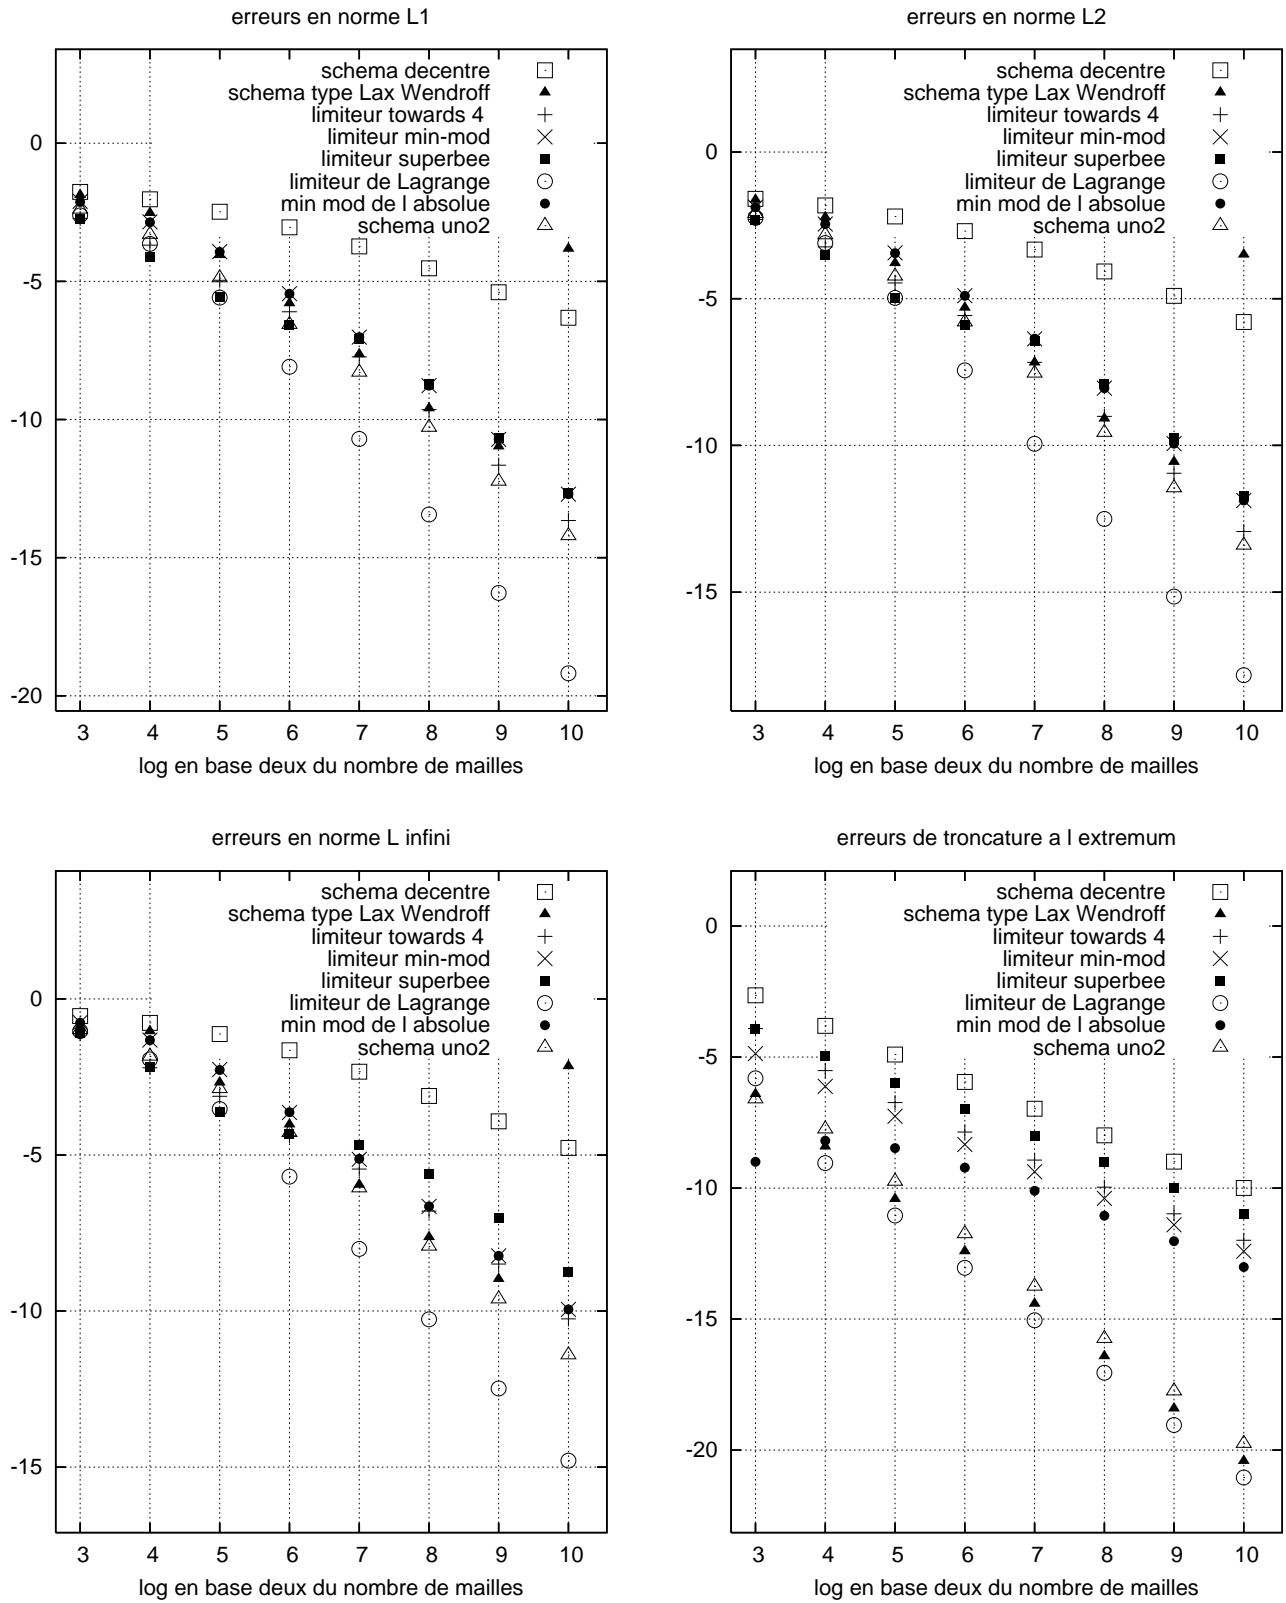 erreurs en norme L1
schema decentre
schema type Lax Wendroff
limiteur towards 4
limiteur min-mod
limiteur superbee
limiteur de Lagrange
min mod de l absolue
schema uno2
0
-5
-10
-15
-20
3 4 5 6 7 8 9 10
log en base deux du nombre de mailles
erreurs en norme L2
schema decentre
schema type Lax Wendroff
limiteur towards 4
limiteur min-mod
limiteur superbee
limiteur de Lagrange
min mod de l absolue
schema uno2
0
-5
-10
-15
3 4 5 6 7 8 9 10
log en base deux du nombre de mailles
erreurs en norme L infini
schema decentre
schema type Lax Wendroff
limiteur towards 4
limiteur min-mod
limiteur superbee
limiteur de Lagrange
min mod de l absolue
schema uno2
0
-5
-10
-15
3 4 5 6 7 8 9 10
log en base deux du nombre de mailles
erreurs de troncature a l extremum
schema decentre
schema type Lax Wendroff
limiteur towards 4
limiteur min-mod
limiteur superbee
limiteur de Lagrange
min mod de l absolue
schema uno2
0
-5
-10
-15
-20
3 4 5 6 7 8 9 10
log en base deux du nombre de mailles